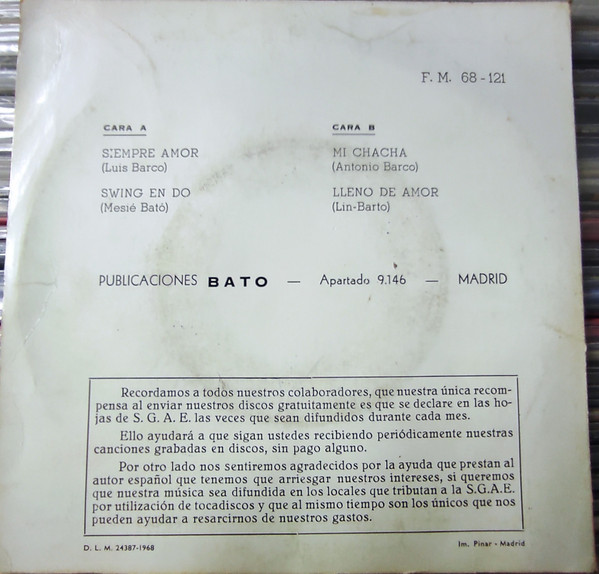 F. M. 68-121
CARA A
SIEMPRE AMOR
(Luis Barco)
SWING EN DO
(Mesié Bató)
CARA B
MI CHACHA
(Antonio Barco)
LLENO DE AMOR
(Lin-Barto)
PUBLICACIONES BATO — Apartado 9.146 — MADRID
Recordamos a todos nuestros colaboradores, que nuestra única recom-
pensa al enviar nuestros discos gratuitamente es que se declare en las ho-
jas de S. G. A. E. las veces que sean difundidos durante cada mes.
Ello ayudará a que sigan ustedes recibiendo periódicamente nuestras
canciones grabadas en discos, sin pago alguno.
Por otro lado nos sentiremos agradecidos por la ayuda que prestan al
autor español que tenemos que arriesgar nuestros intereses, si queremos
que nuestra música sea difundida en los locales que tributan a la S.G.A.E.
por utilización de tocadiscos y que al mismo tiempo son los únicos que nos
pueden ayudar a resarcirnos de nuestros gastos.
D. L. M. 24387-1968
Im. Pinar - Madrid